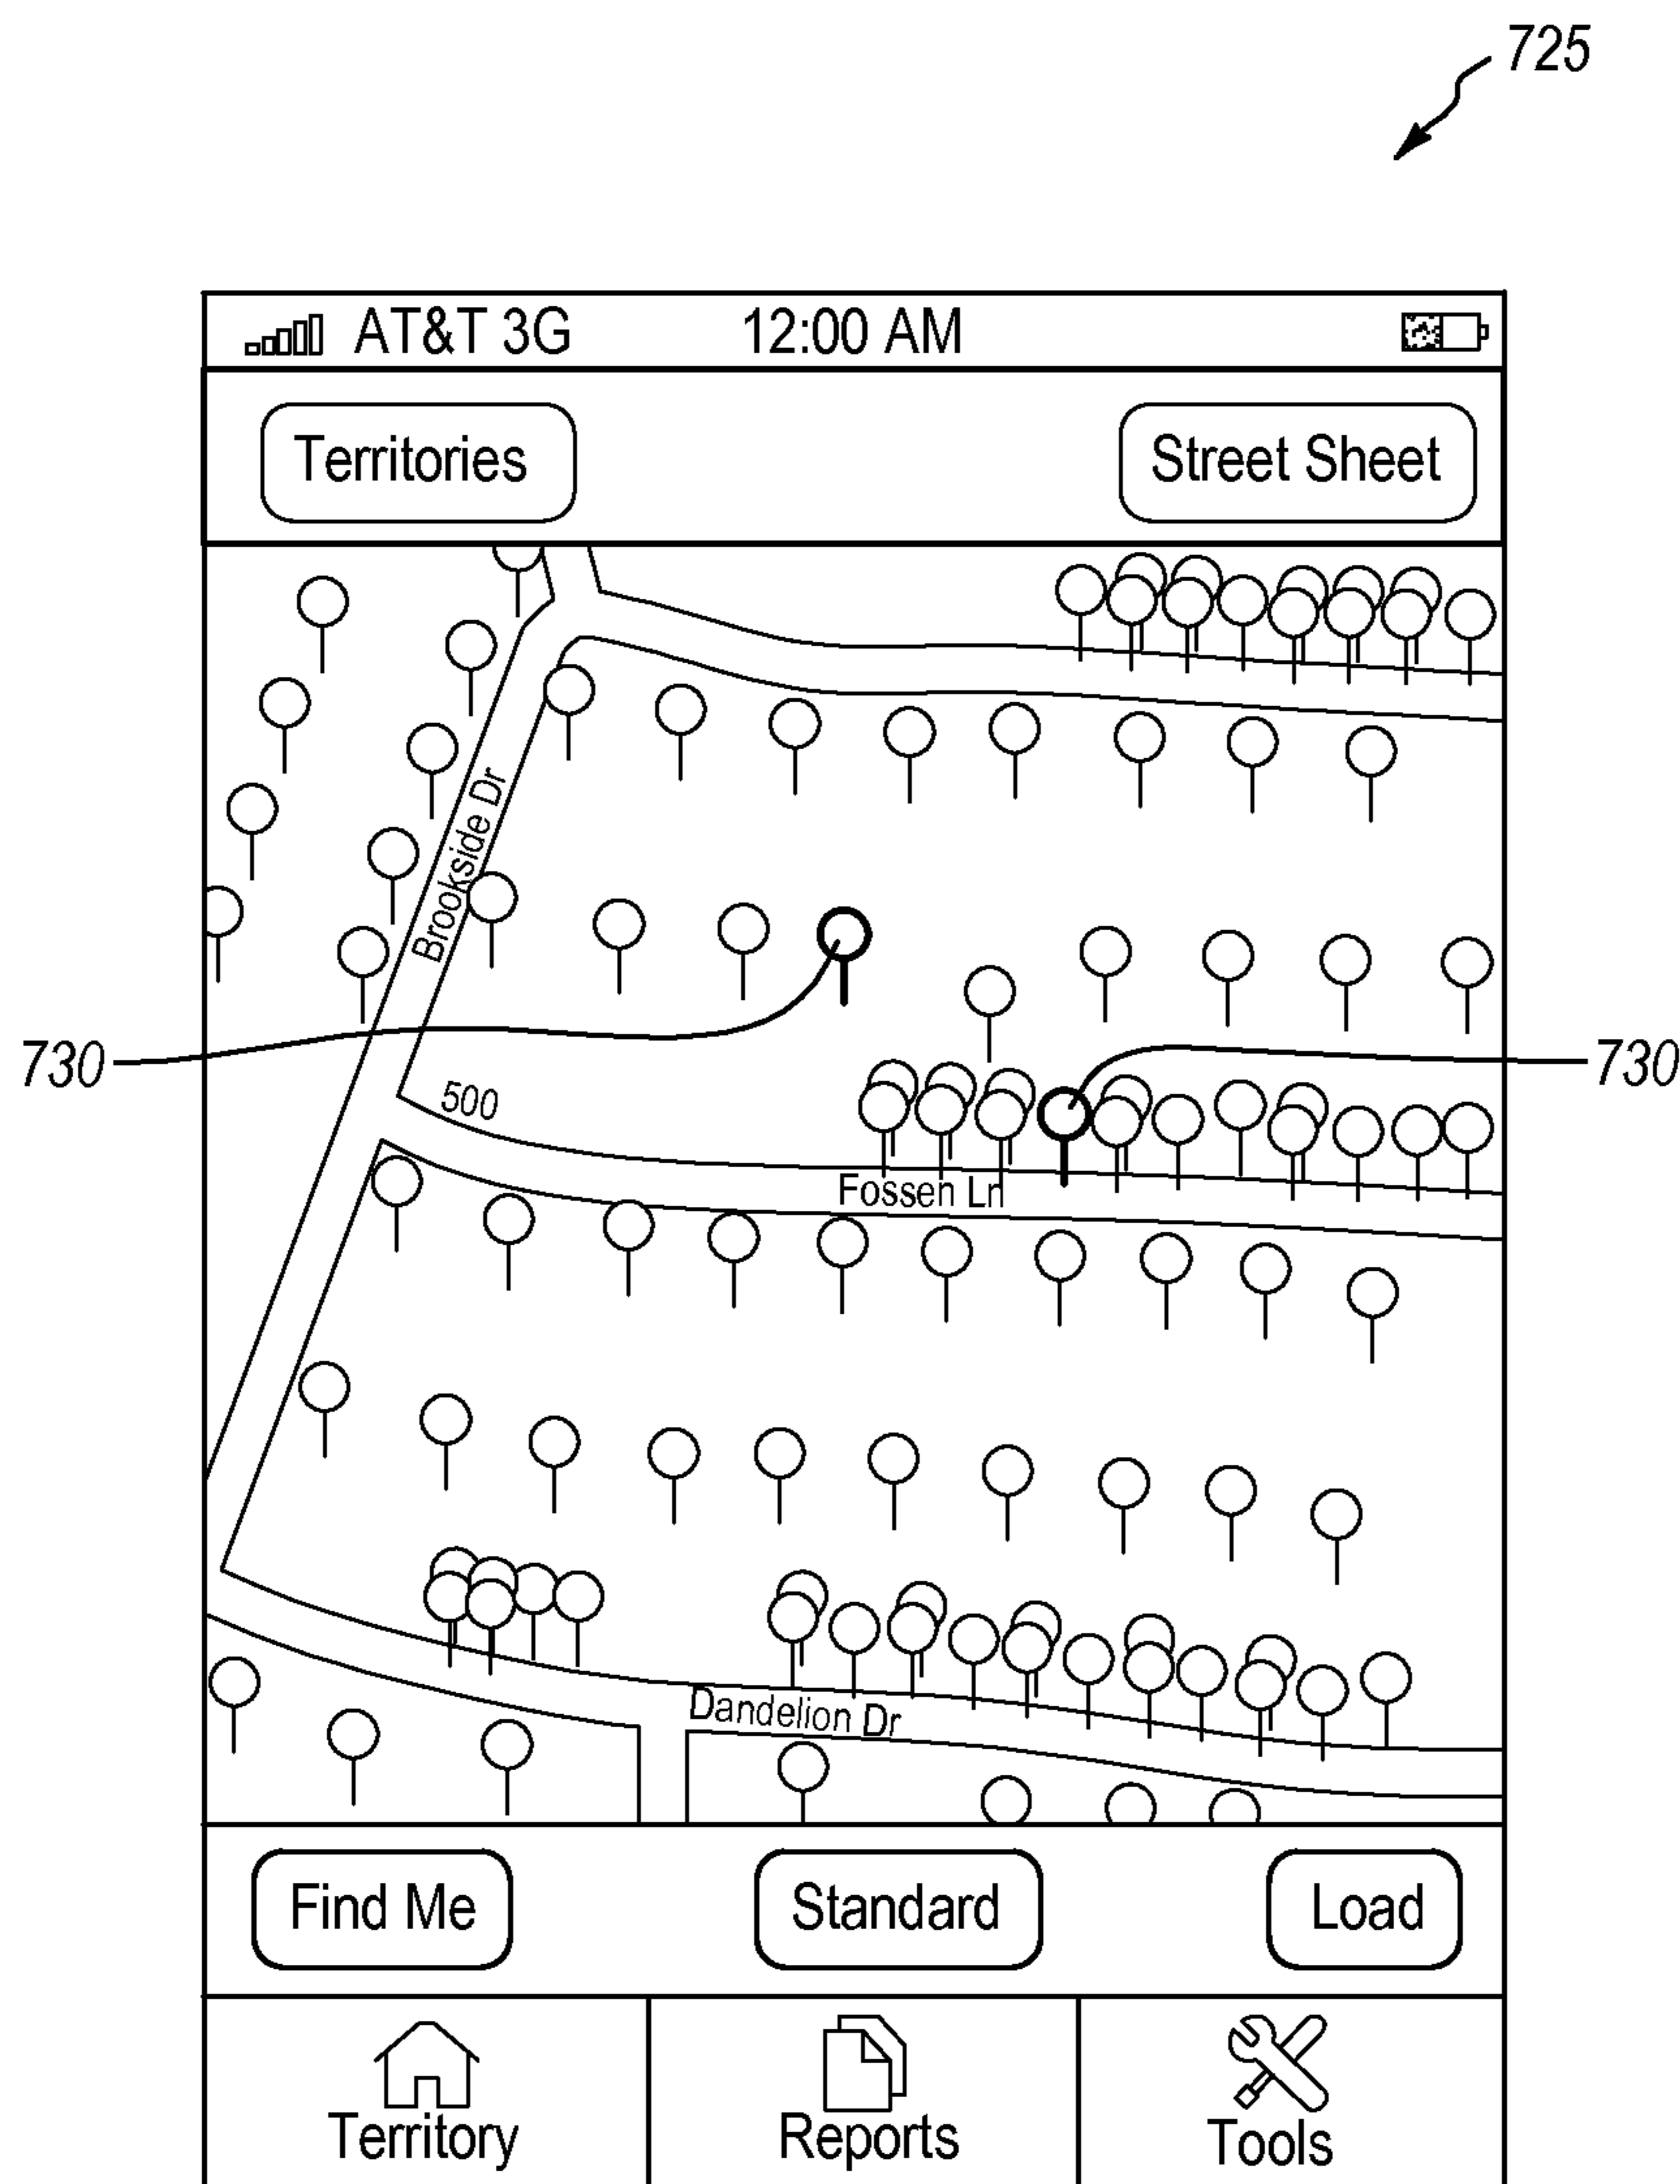 725
AT&T 3G 12:00 AM
Territories Street Sheet
Brookside Dr
730
730
500
Fossen Ln
Dandelion Dr
Find Me Standard Load
Territory Reports Tools